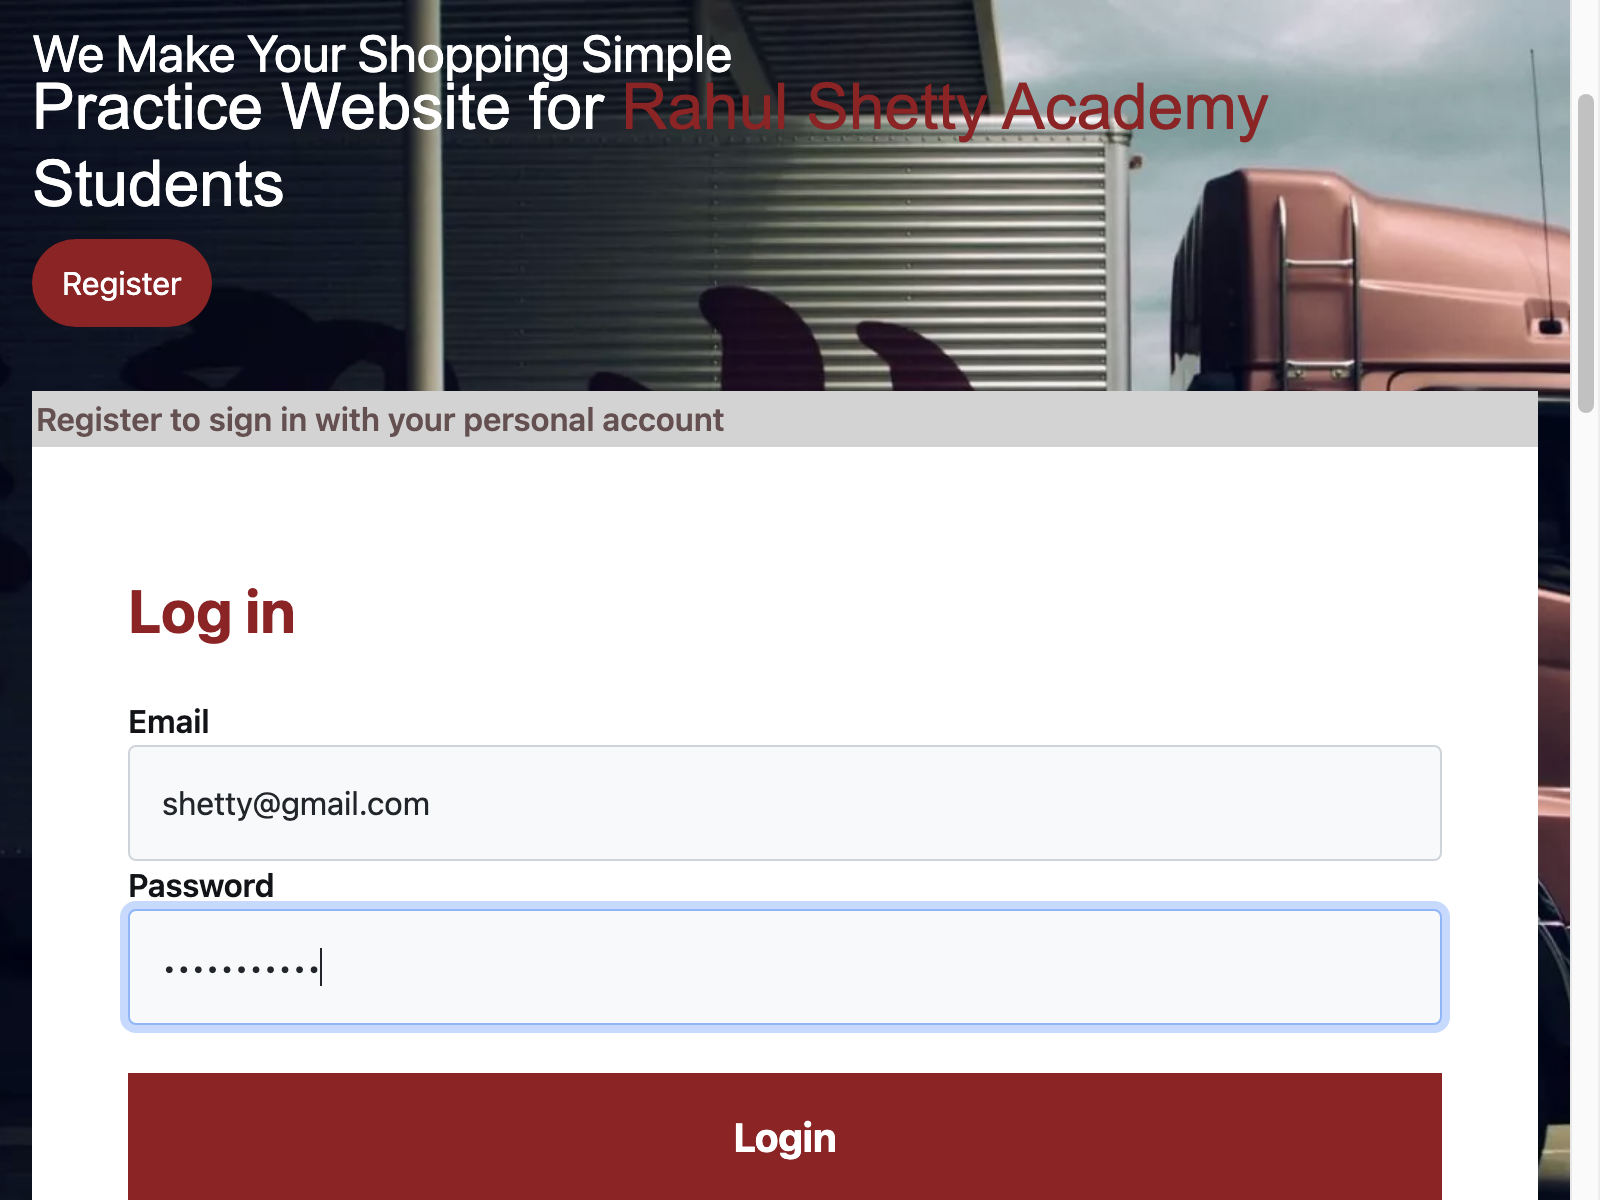 We Make Your Shopping Simple
Practice Website for Rahul Shetty Academy
Students
Register
Register to sign in with your personal account
Log in
Email
shetty@gmail.com
Password
•••••••••••
Login